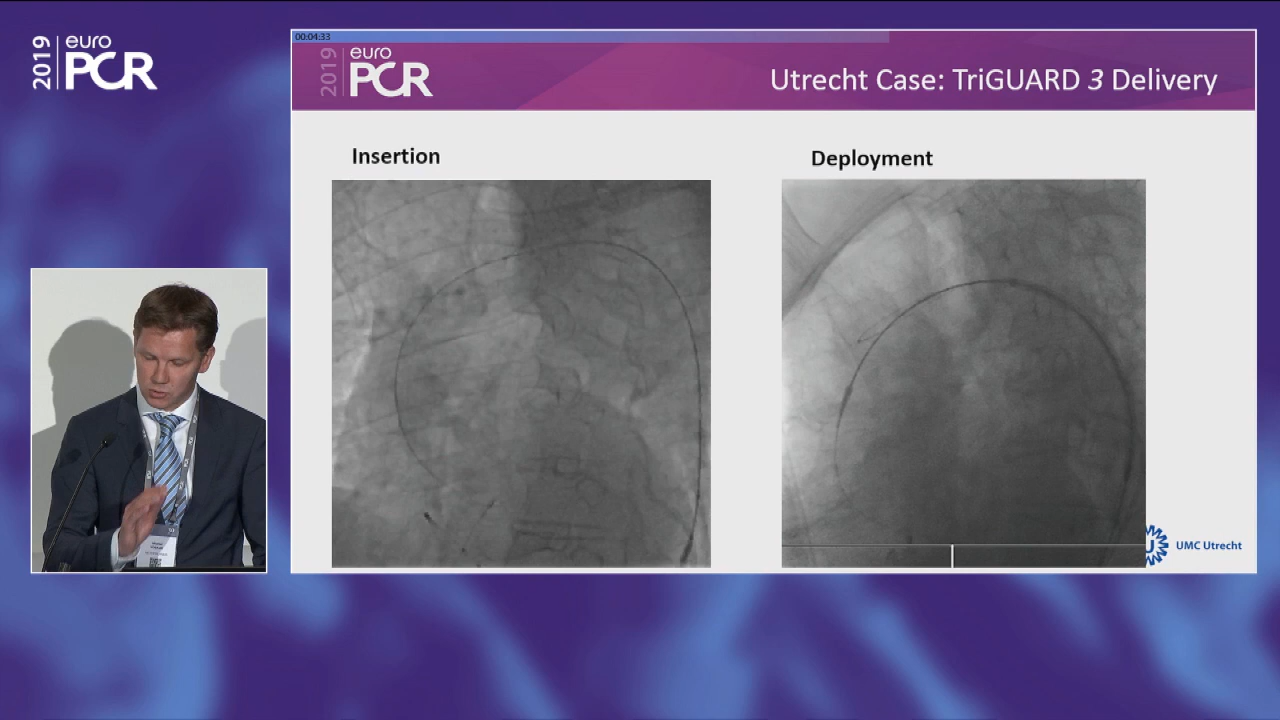 2019 euro PCR
00:04:33
2019 euro PCR
Utrecht Case: TriGUARD 3 Delivery
Insertion
Deployment
UMC Utrecht